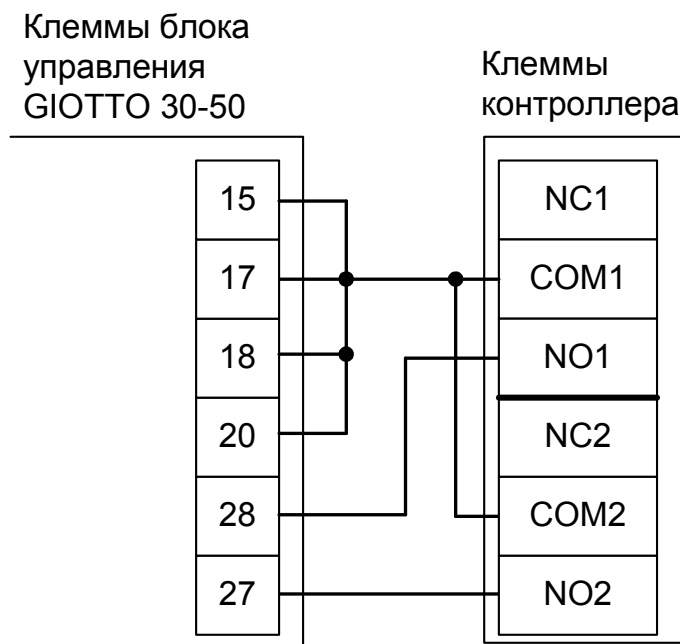 Клеммы блока
управления
GIOTTO 30-50
Клеммы
контроллера
15
17
18
20
28
27
NC1
COM1
NO1
NC2
COM2
NO2